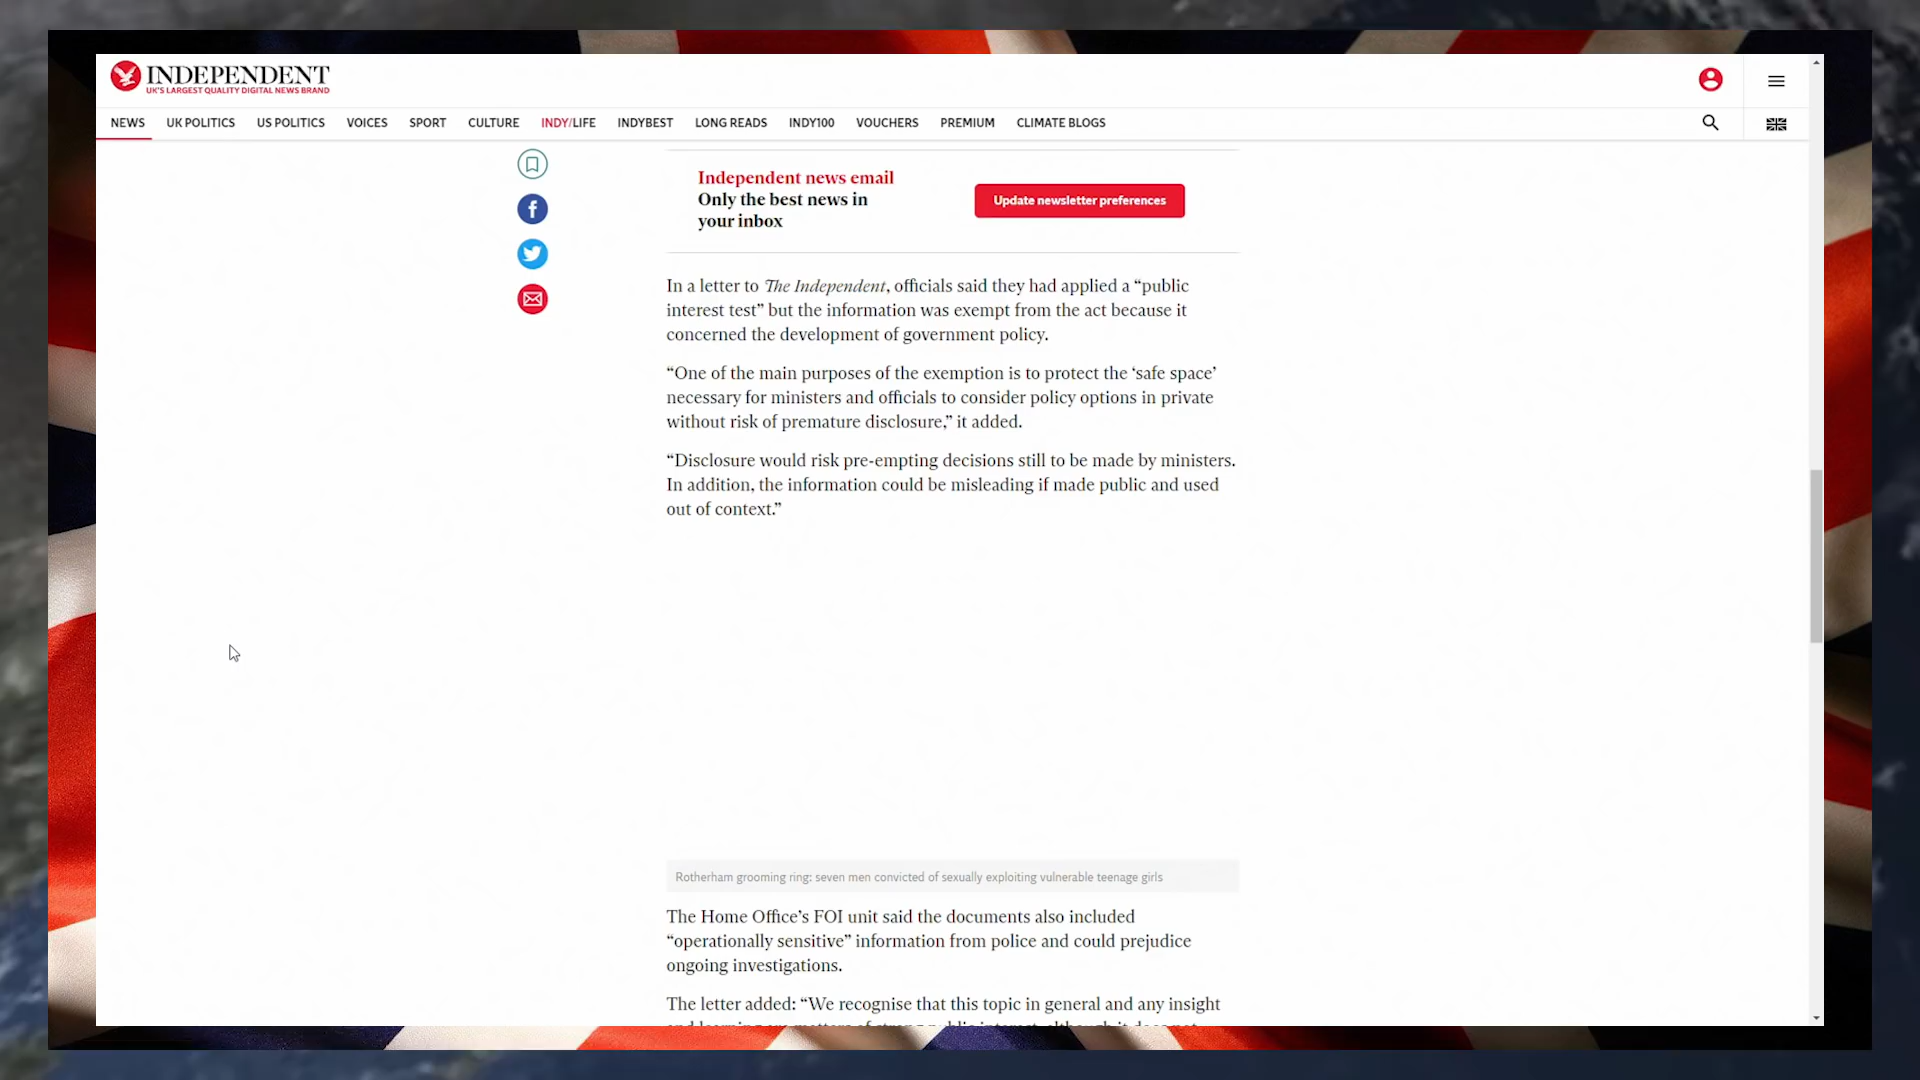 INDEPENDENT
UK'S LARGEST QUALITY DIGITAL NEWS BRAND
NEWS UK POLITICS US POLITICS VOICES SPORT CULTURE INDY/LIFE INDYBEST LONG READS INDY100 VOUCHERS PREMIUM CLIMATE BLOGS
Independent news email
Only the best news in
your inbox
Update newsletter preferences
In a letter to The Independent, officials said they had applied a “public
interest test” but the information was exempt from the act because it
concerned the development of government policy.
“One of the main purposes of the exemption is to protect the ‘safe space’
necessary for ministers and officials to consider policy options in private
without risk of premature disclosure,” it added.
“Disclosure would risk pre-empting decisions still to be made by ministers.
In addition, the information could be misleading if made public and used
out of context.”
Rotherham grooming ring: seven men convicted of sexually exploiting vulnerable teenage girls
The Home Office’s FOI unit said the documents also included
“operationally sensitive” information from police and could prejudice
ongoing investigations.
The letter added: “We recognise that this topic in general and any insight